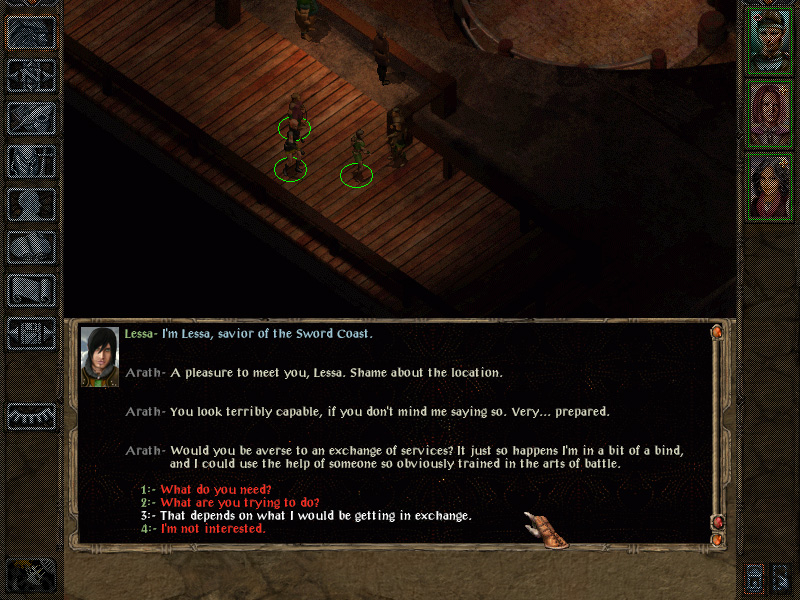 Lessa- I'm Lessa, savior of the Sword Coast.
Arath- A pleasure to meet you, Lessa. Shame about the location.
Arath- You look terribly capable, if you don't mind me saying so. Very... prepared.
Arath- Would you be averse to an exchange of services? It just so happens I'm in a bit of a bind,
and I could use the help of someone so obviously trained in the arts of battle.
1:- What do you need?
2:- What are you trying to do?
3:- That depends on what I would be getting in exchange.
4:- I'm not interested.